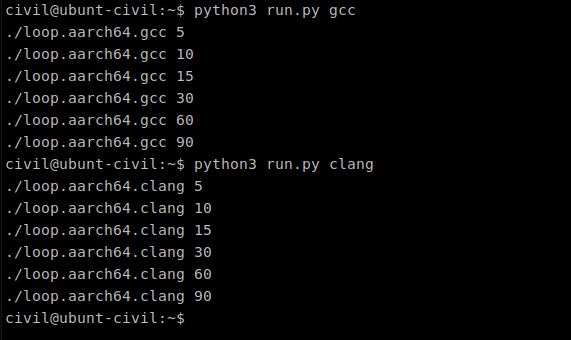 civil@ubunt-civil:~$ python3 run.py gcc
./loop.aarch64.gcc 5
./loop.aarch64.gcc 10
./loop.aarch64.gcc 15
./loop.aarch64.gcc 30
./loop.aarch64.gcc 60
./loop.aarch64.gcc 90
civil@ubunt-civil:~$ python3 run.py clang
./loop.aarch64.clang 5
./loop.aarch64.clang 10
./loop.aarch64.clang 15
./loop.aarch64.clang 30
./loop.aarch64.clang 60
./loop.aarch64.clang 90
civil@ubunt-civil:~$